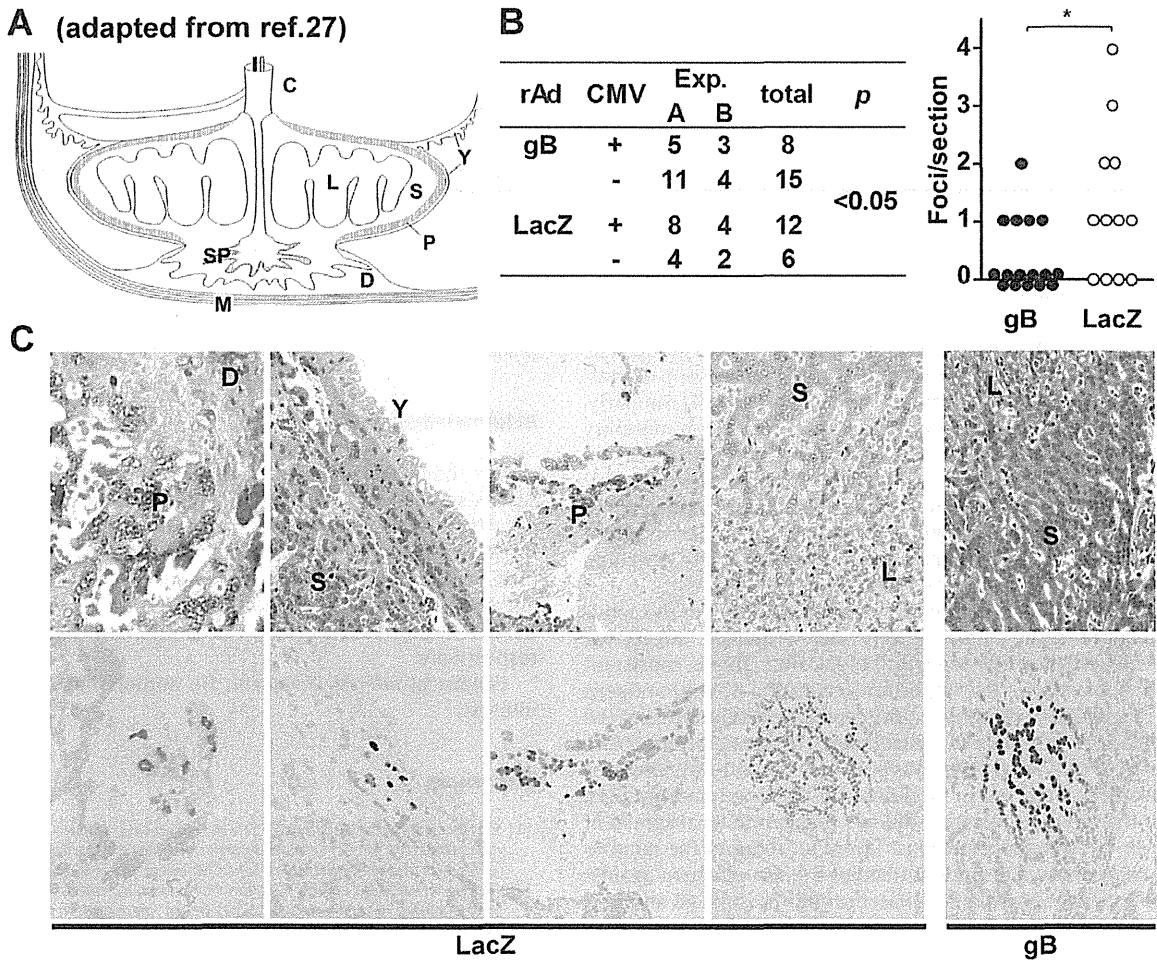 A (adapted from ref.27)
C
Y
L
S
P
SP
D
M
B
rAd CMV Exp. total p
A B
gB + 5 3 8
- 11 4 15
<0.05
LacZ + 8 4 12
- 4 2 6
*
Foci/section
4
3
2
1
0
gB LacZ
C
D
P
Y
S
P
S
L
L
S
LacZ
gB